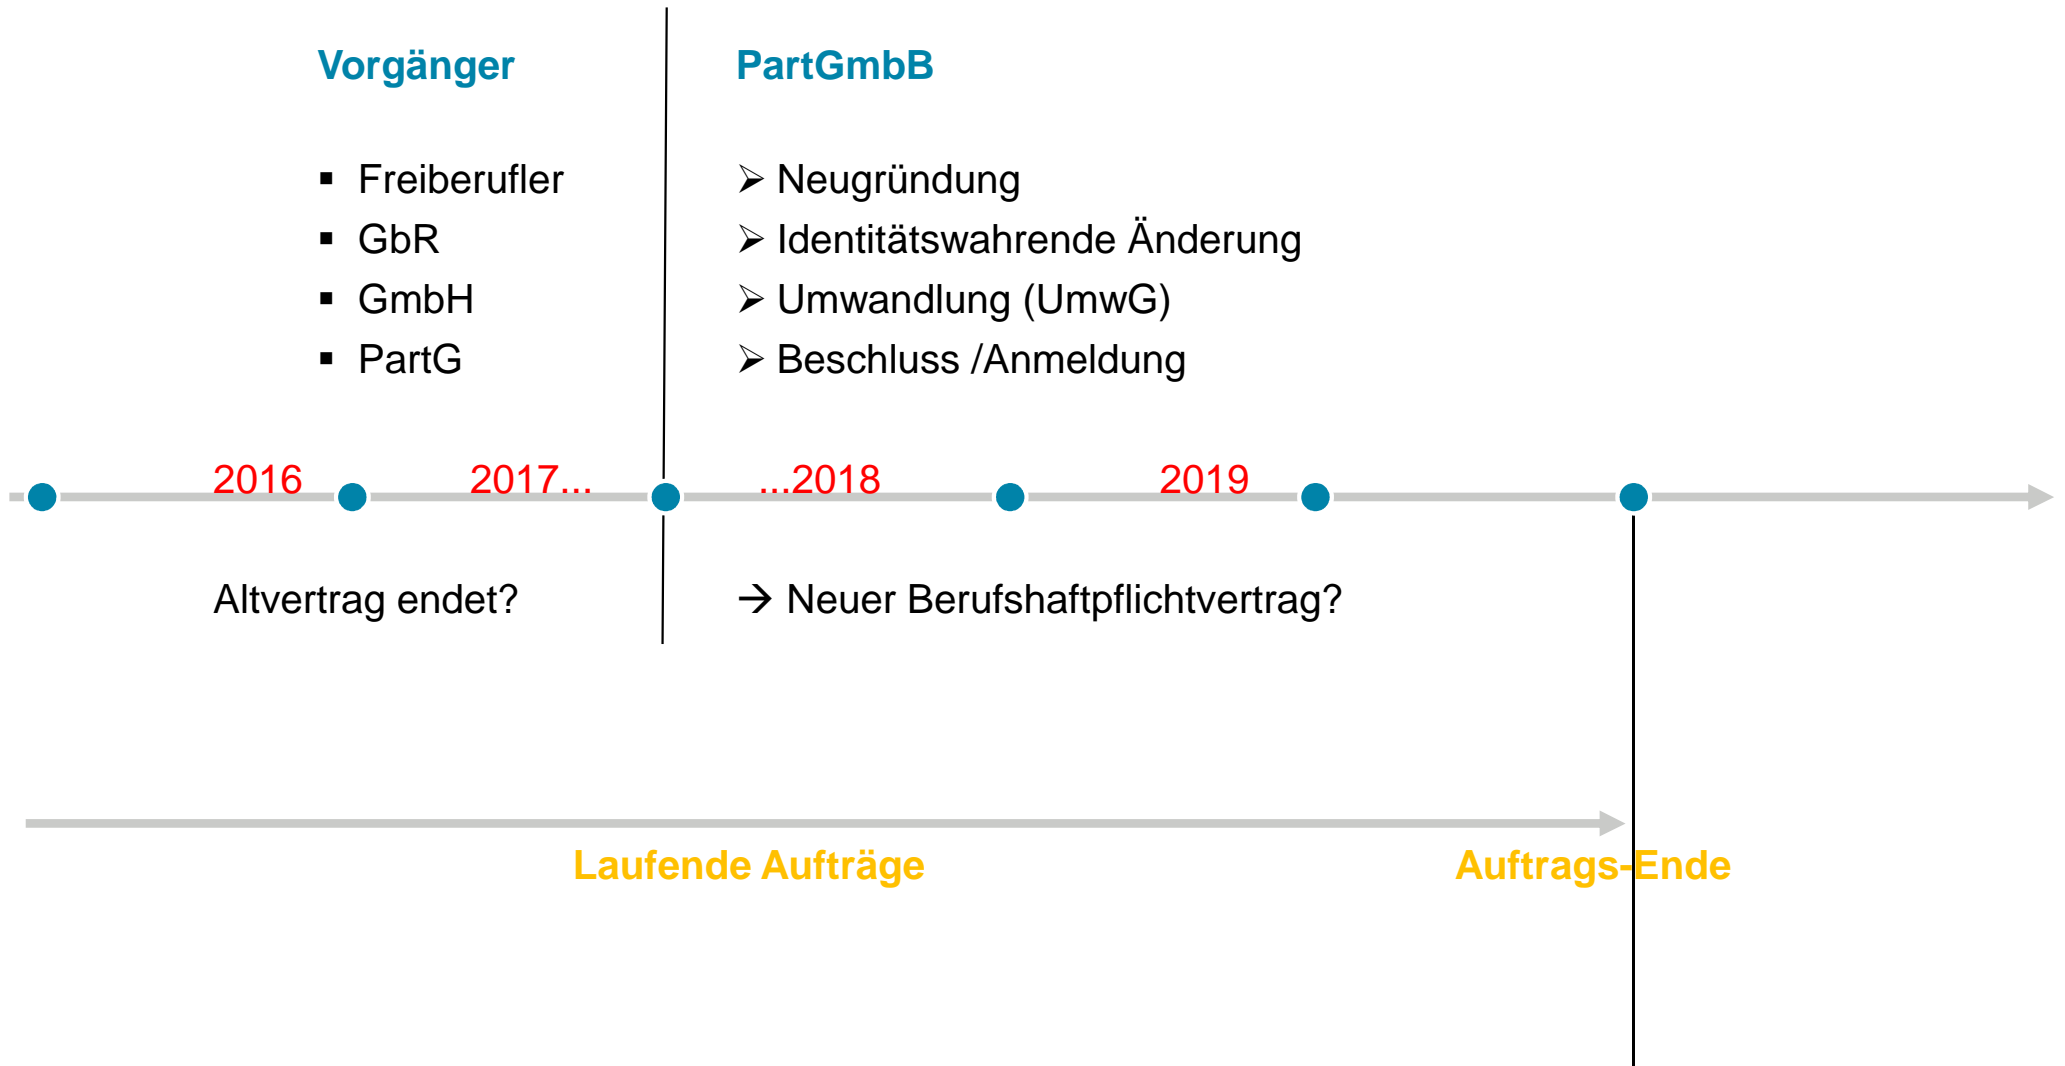 Vorgänger
▪ Freiberufler
▪ GbR
▪ GmbH
▪ PartG
PartGmbB
➢ Neugründung
➢ Identitätswahrende Änderung
➢ Umwandlung (UmwG)
➢ Beschluss /Anmeldung
2016
2017...
...2018
2019
Altvertrag endet?
→ Neuer Berufshaftpflichtvertrag?
Laufende Aufträge
Auftrags-Ende